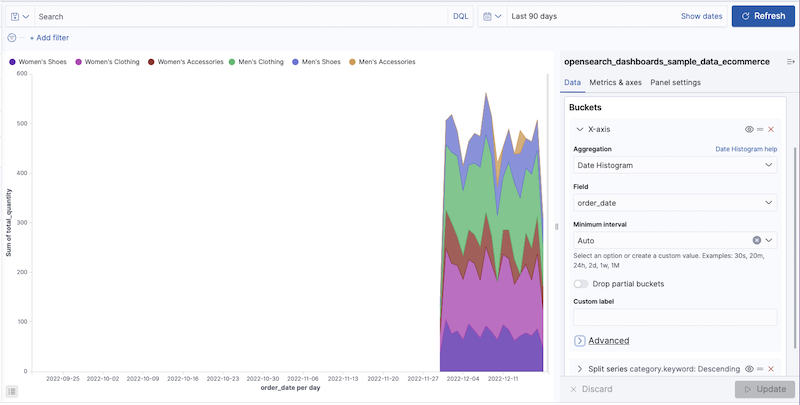 Search
DQL
Last 90 days
Show dates
Refresh
+ Add filter
Women's Shoes
Women's Clothing
Women's Accessories
Men's Clothing
Men's Shoes
Men's Accessories
600
500
400
300
200
100
0
Sum of total_quantity
2022-09-25
2022-10-02
2022-10-09
2022-10-16
2022-10-23
2022-10-30
2022-11-06
2022-11-13
2022-11-20
2022-11-27
2022-12-04
2022-12-11
order_date per day
opensearch_dashboards_sample_data_ecommerce
Data
Metrics & axes
Panel settings
Buckets
X-axis
Aggregation
Date Histogram help
Date Histogram
Field
order_date
Minimum interval
Auto
Select an option or create a custom value. Examples: 30s, 20m,
24h, 2d, 1w, 1M
Drop partial buckets
Custom label
Advanced
Split series category.keyword: Descending
Discard
Update